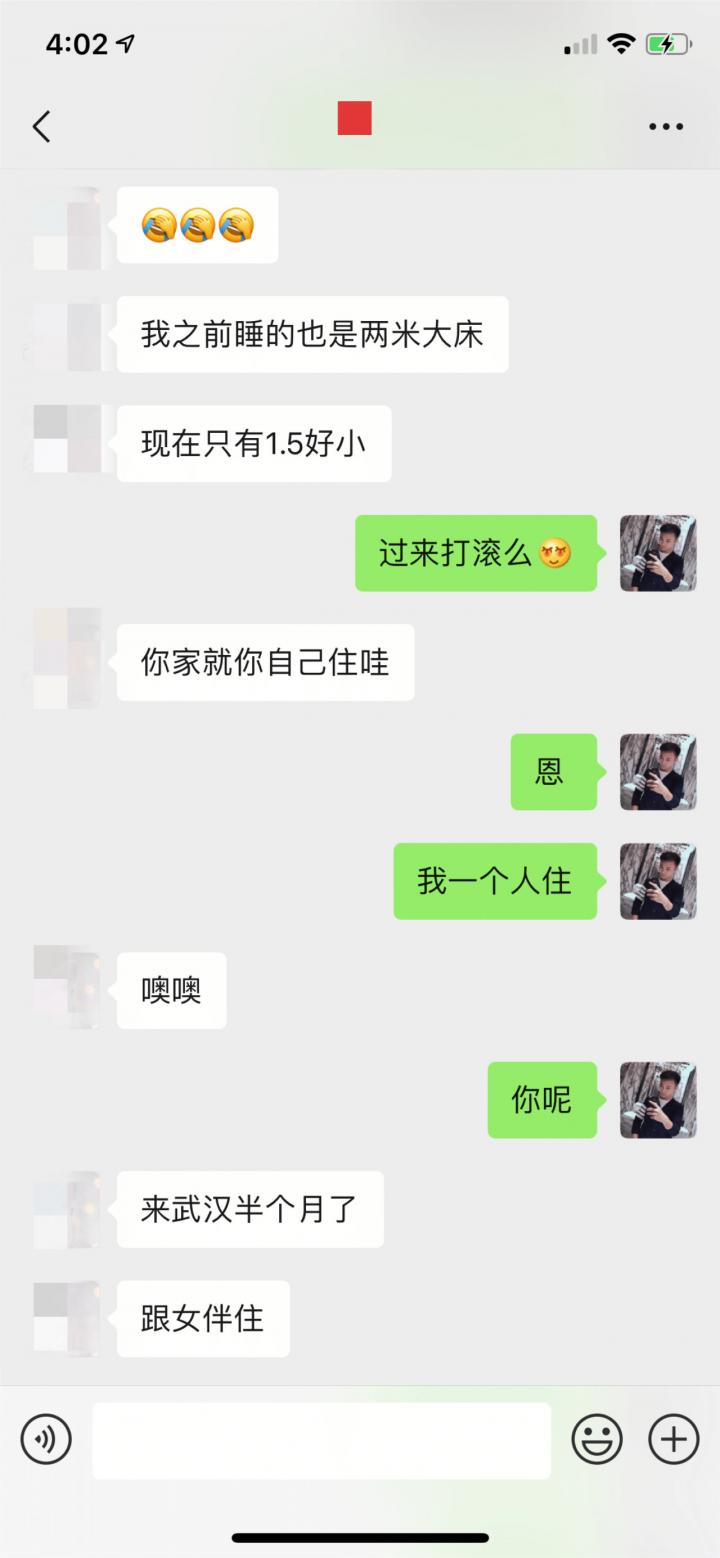 4:02
🤣🤣🤣
我之前睡的也是两米大床
现在只有1.5好小
过来打滚么😏
你家就你自己住哇
恩
我一个人住
噢噢
你呢
来武汉半个月了
跟女伴住